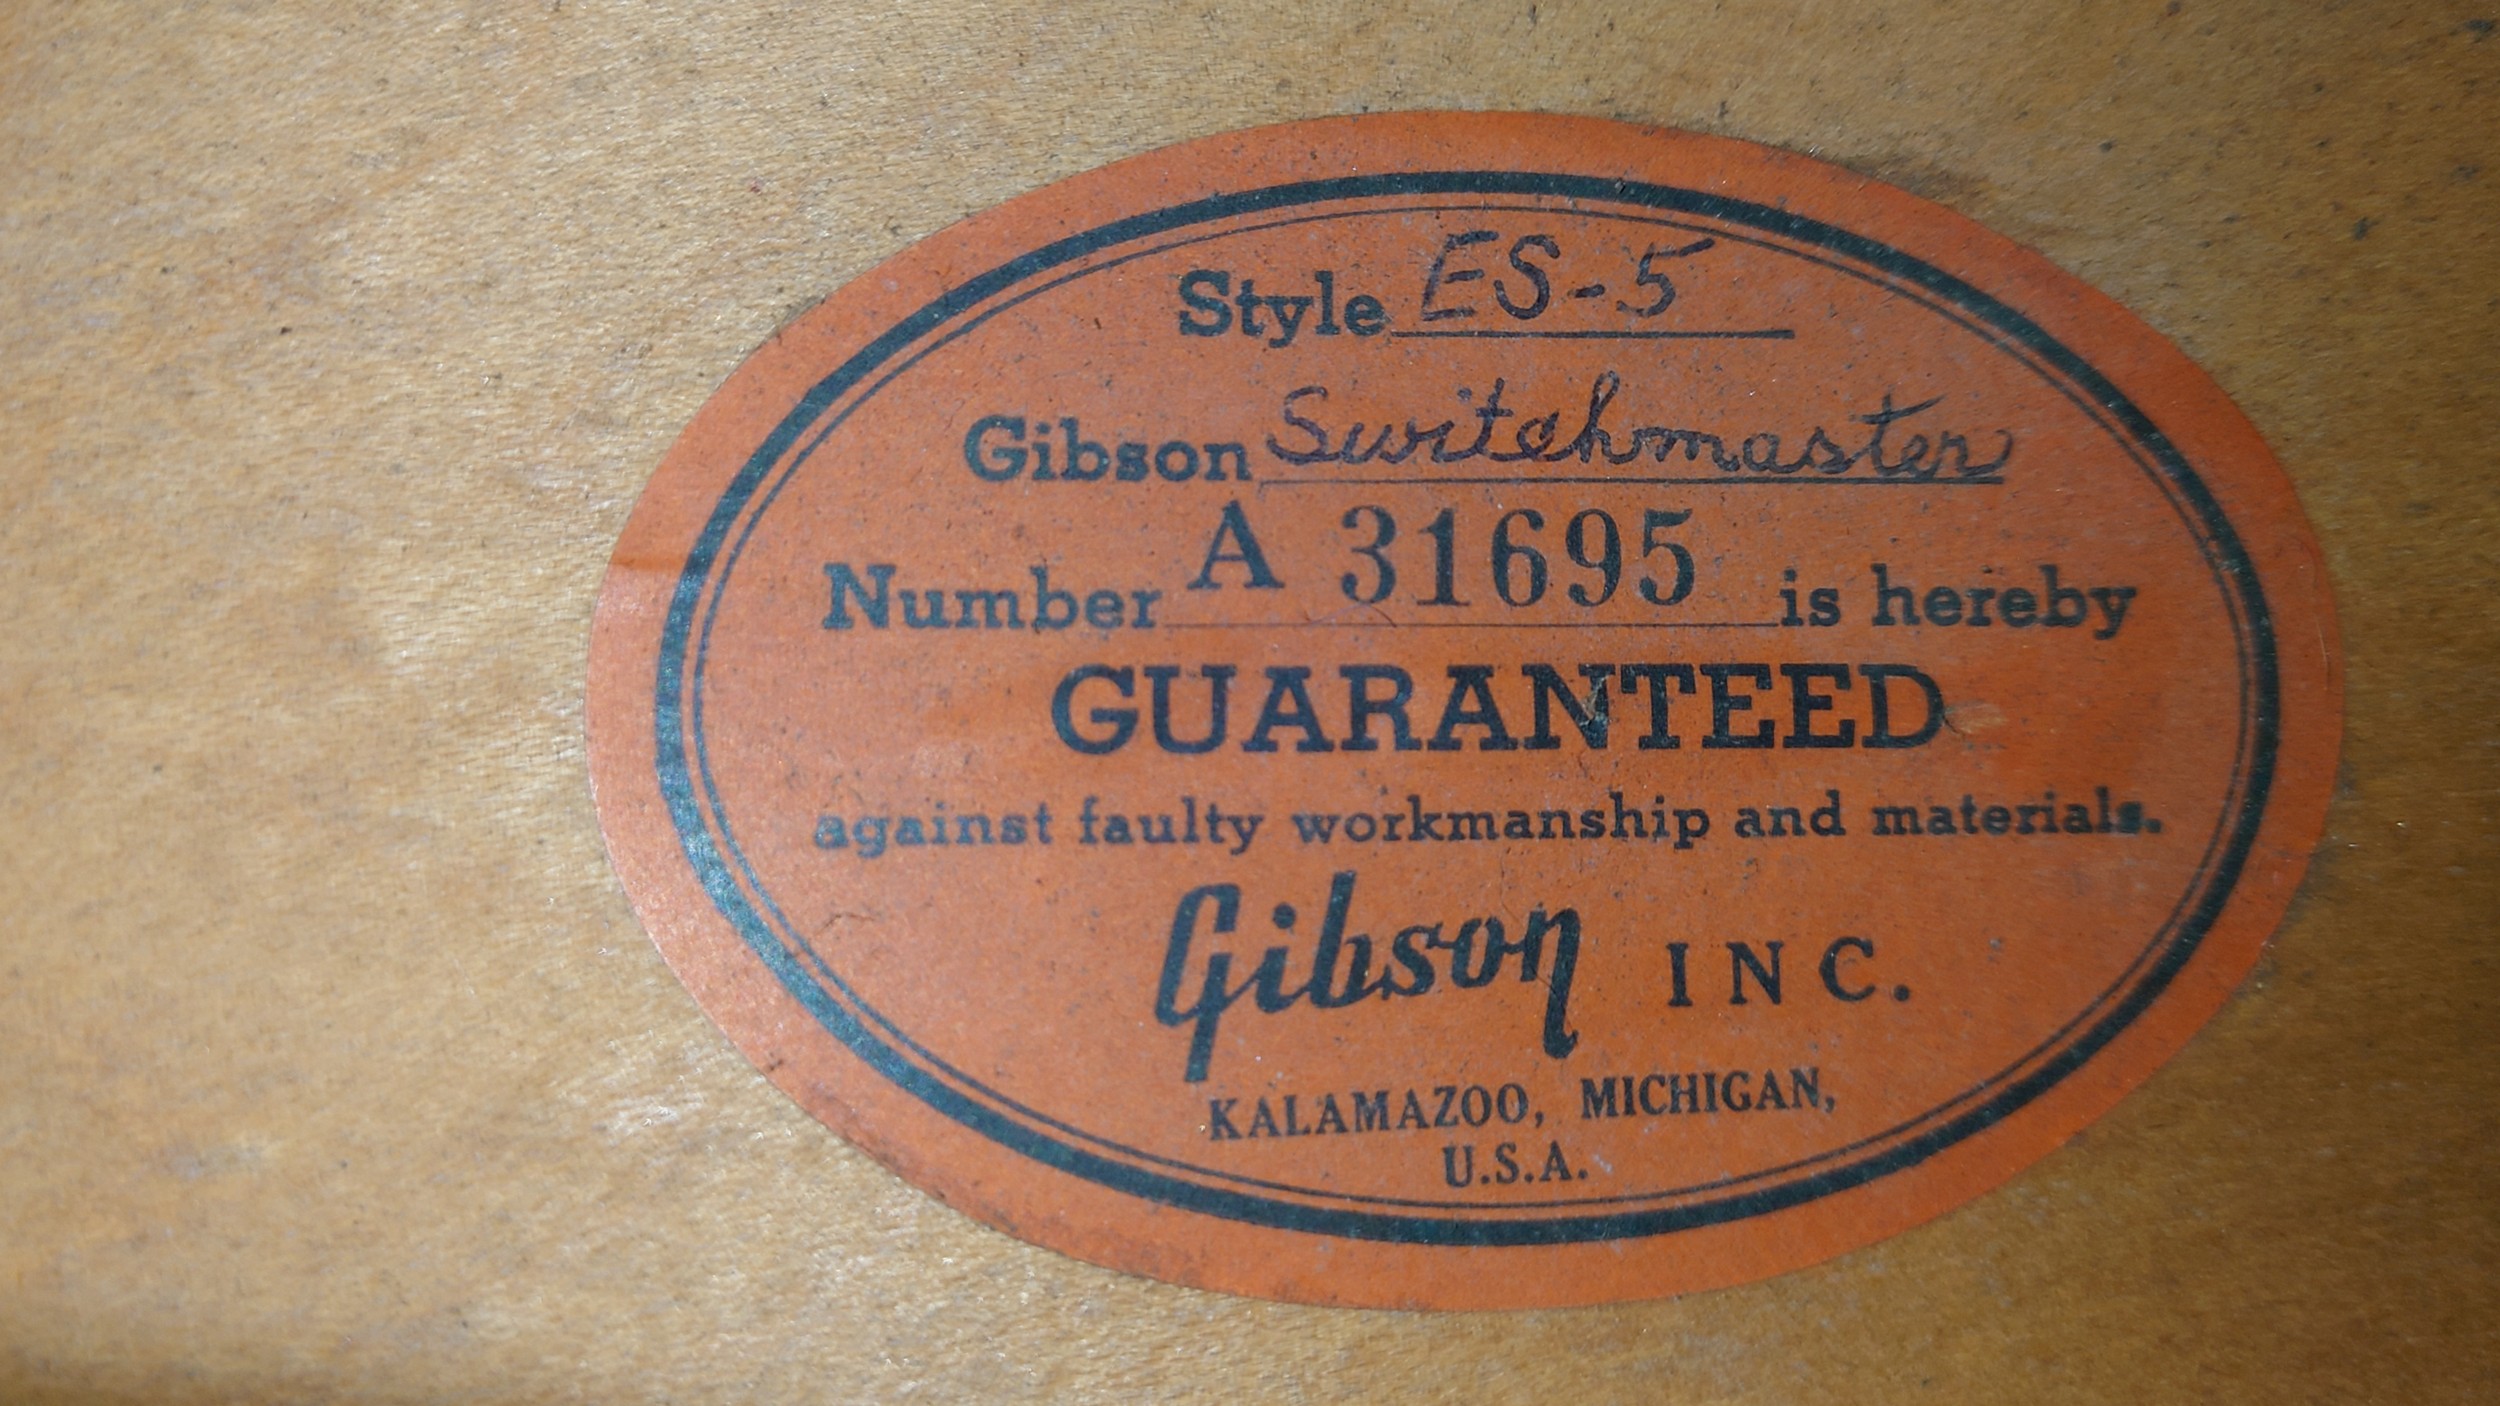 Style ES-5
Gibson Switchmaster
Number A 31695 is hereby
GUARANTEED
against faulty workmanship and materials.
Gibson INC.
KALAMAZOO, MICHIGAN,
U.S.A.